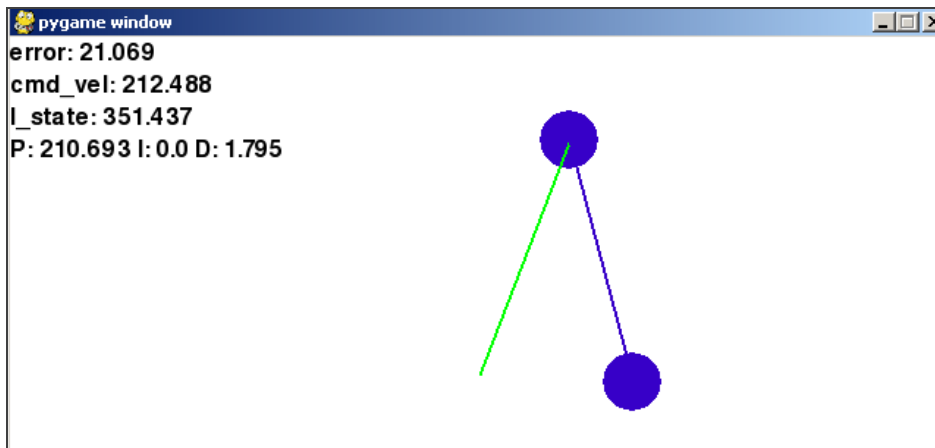 pygame window
error: 21.069
cmd_vel: 212.488
I_state: 351.437
P: 210.693 I: 0.0 D: 1.795